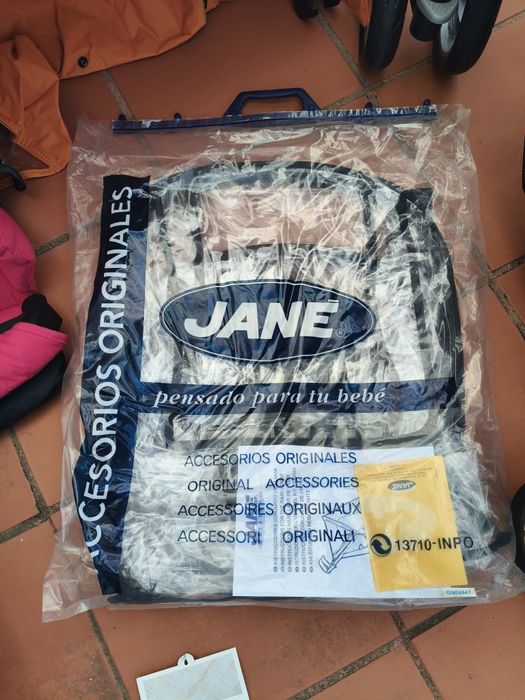 ACCESORIOS ORIGINALES
JANÉ®
pensado para tu bebé
ACCESORIOS ORIGINALES
ORIGINAL ACCESSORIES
ACCESSOIRES ORIGINAUX
ACCESSORI ORIGINALI
JANÉ
13710-INPO